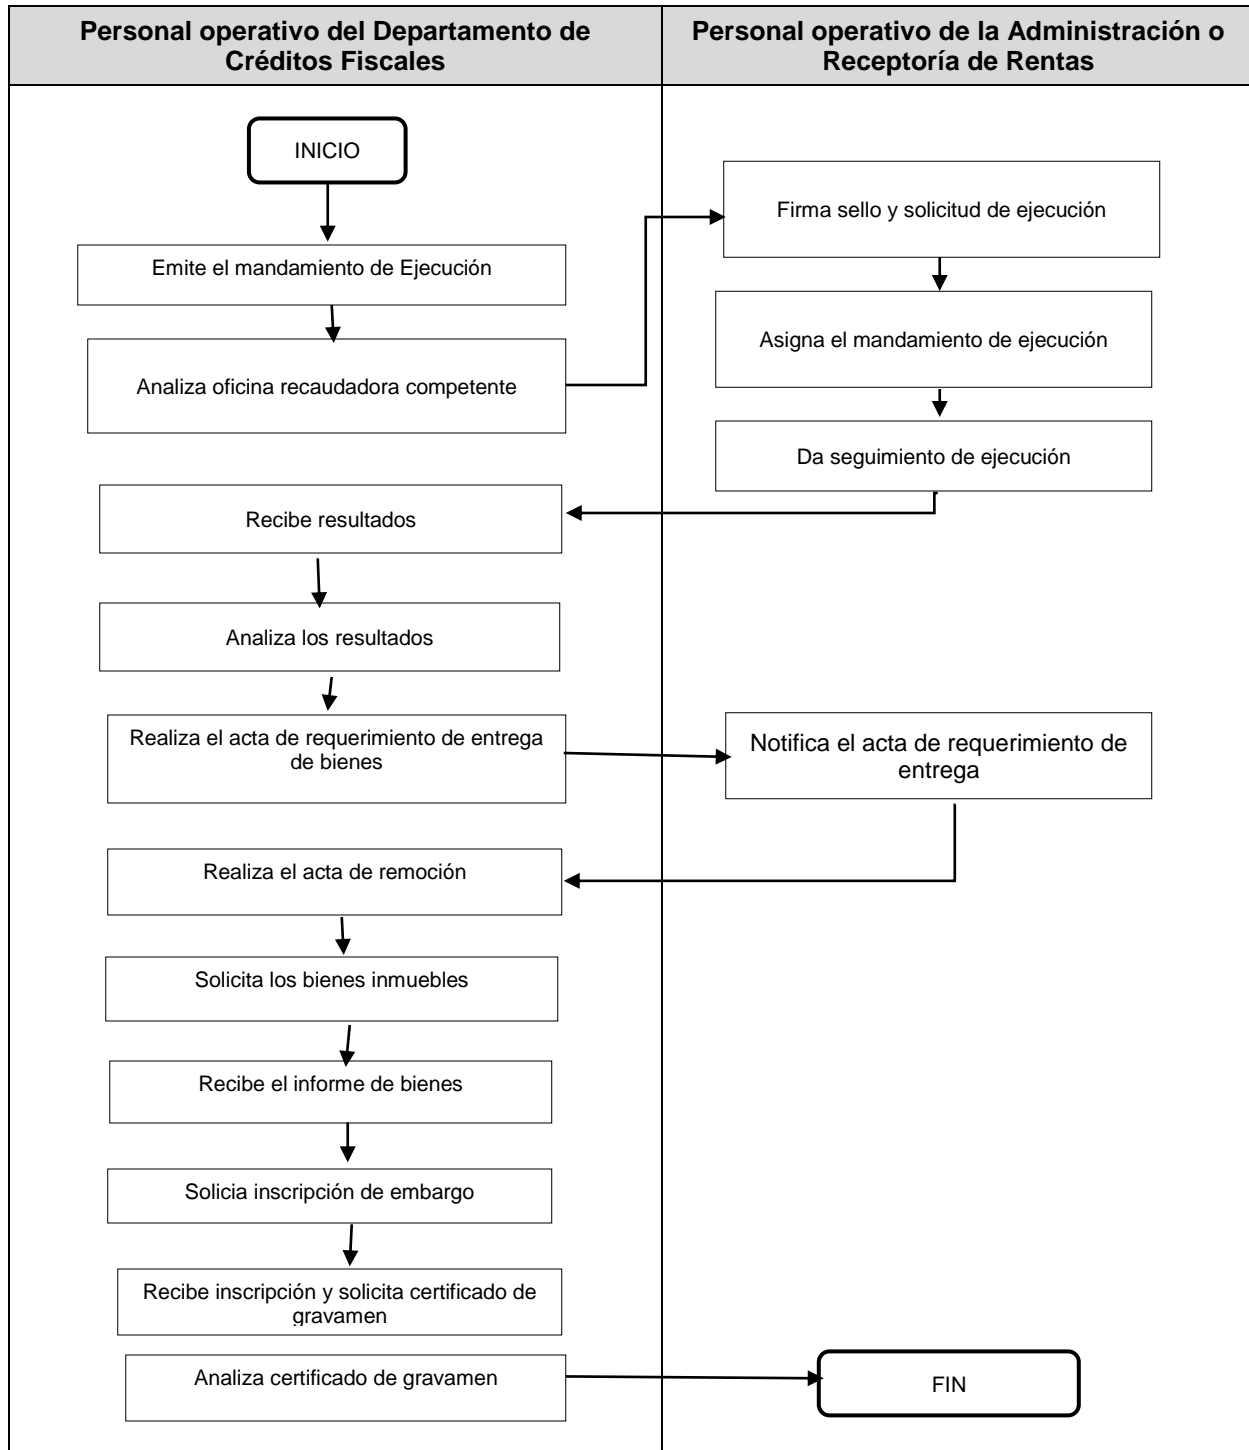 Personal operativo del Departamento de
Créditos Fiscales
Personal operativo de la Administración o
Receptoría de Rentas
INICIO
Emite el mandamiento de Ejecución
Analiza oficina recaudadora competente
Firma sello y solicitud de ejecución
Asigna el mandamiento de ejecución
Da seguimiento de ejecución
Recibe resultados
Analiza los resultados
Realiza el acta de requerimiento de entrega
de bienes
Notifica el acta de requerimiento de
entrega
Realiza el acta de remoción
Solicita los bienes inmuebles
Recibe el informe de bienes
Solicia inscripción de embargo
Recibe inscripción y solicita certificado de
gravamen
Analiza certificado de gravamen
FIN